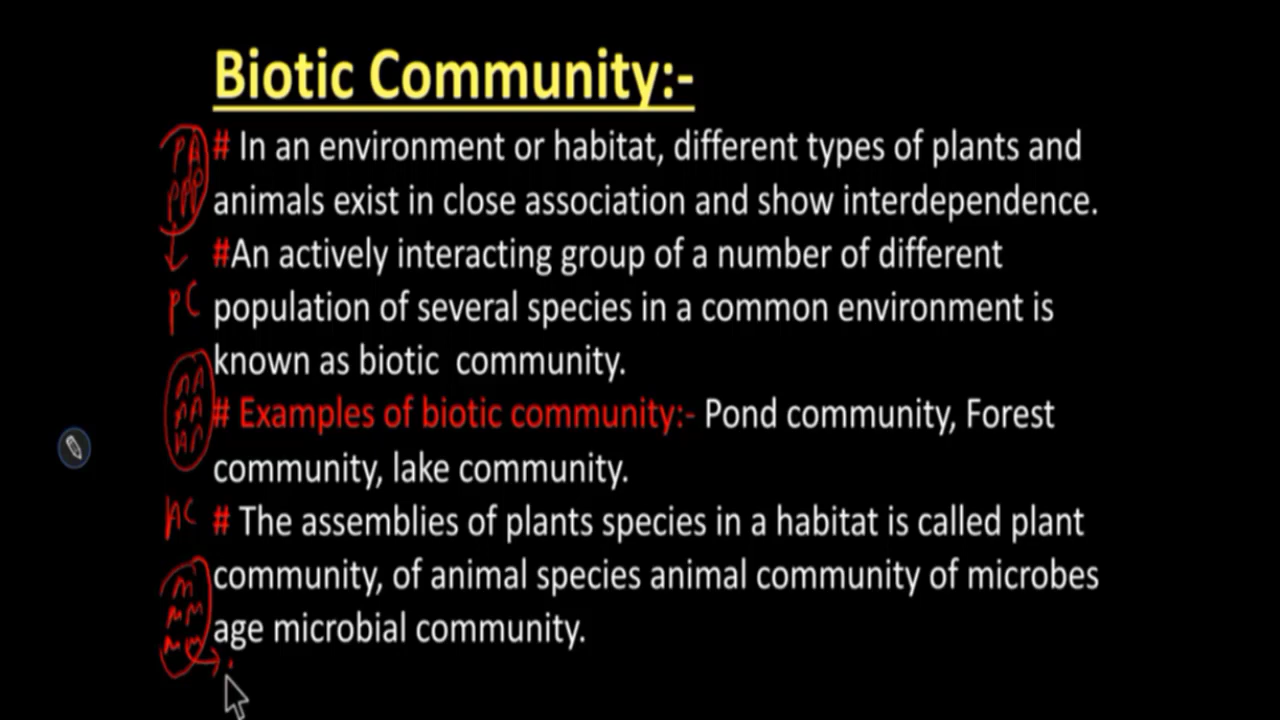 Biotic Community:-
# In an environment or habitat, different types of plants and
animals exist in close association and show interdependence.
#An actively interacting group of a number of different
PC
population of several species in a common environment is
known as biotic community.
# Examples of biotic community:- Pond community, Forest
community, lake community.
AC
# The assemblies of plants species in a habitat is called plant
community, of animal species animal community of microbes
age microbial community.